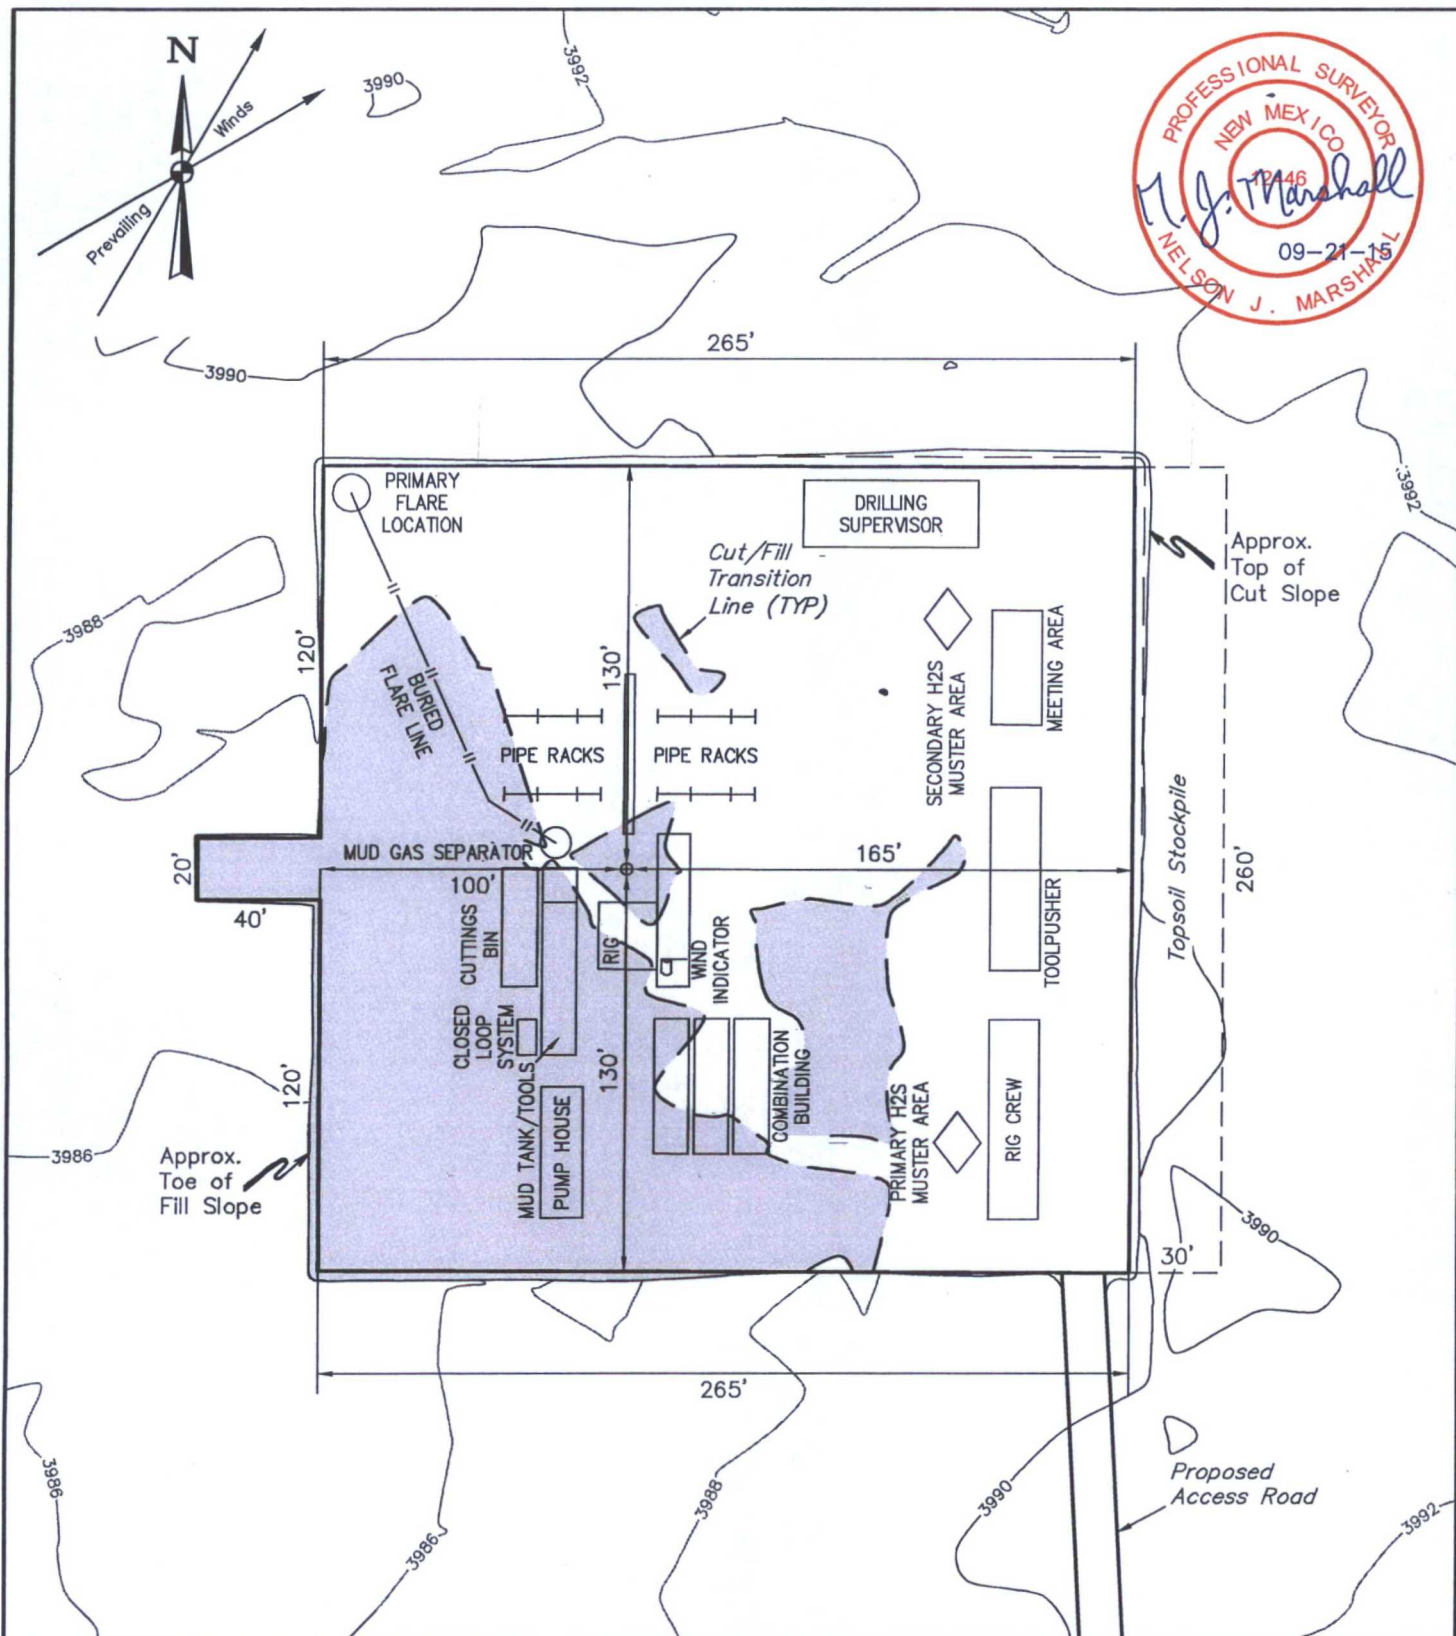 N
Winds
Prevailing
3990
3992
PROFESSIONAL SURVEYOR
NEW MEXICO
12446
N. J. Marshall
09-21-15
NELSON J. MARSHALL
265'
3990
3992
PRIMARY
FLARE
LOCATION
DRILLING
SUPERVISOR
Cut/Fill
Transition
Line (TYP)
Approx.
Top of
Cut Slope
3988
120'
BURIED
FLARE LINE
130'
SECONDARY H2S
MUSTER AREA
MEETING AREA
PIPE RACKS
PIPE RACKS
Topsoil Stockpile
20'
40'
MUD GAS SEPARATOR
100'
165'
260'
CUTTINGS
BIN
RIG
WIND
INDICATOR
TOOLPUSHER
CLOSED
LOOP
SYSTEM
MUD TANK/TOOLS
130'
COMBINATION
BUILDING
120'
PUMP HOUSE
PRIMARY H2S
MUSTER AREA
RIG CREW
3986
Approx.
Toe of
Fill Slope
3990
30'
265'
3986
3986
3988
3990
Proposed
Access Road
3992